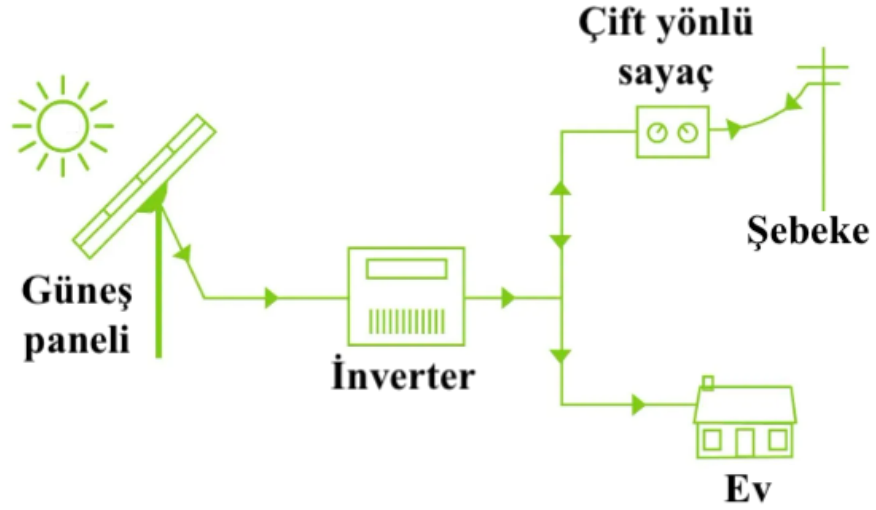 Çift yönlü
sayaç
Şebeke
Güneş
paneli
İnverter
Ev